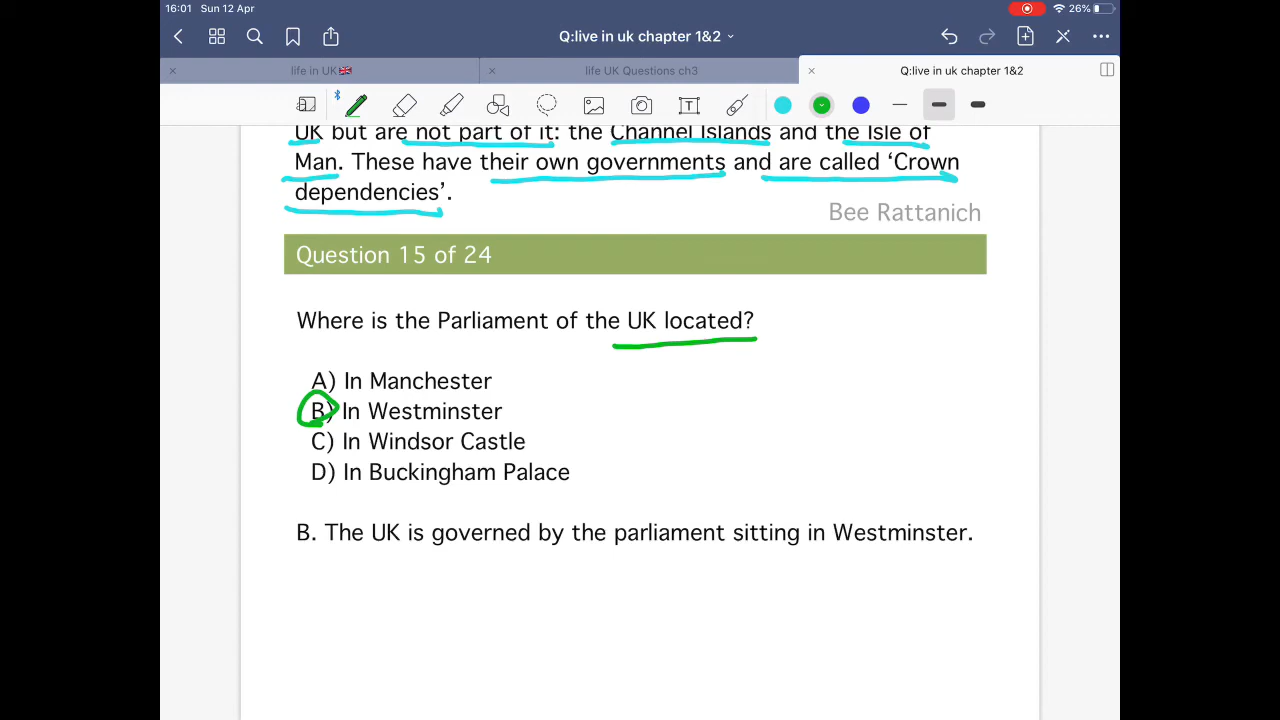 16:01 Sun 12 Apr
26%
Q:live in uk chapter 1&2
life in UK🇬🇧
life UK Questions ch3
Q:live in uk chapter 1&2
UK but are not part of it: the Channel Islands and the Isle of
Man. These have their own governments and are called ‘Crown
dependencies’.
Bee Rattanich
Question 15 of 24
Where is the Parliament of the UK located?
A) In Manchester
B) In Westminster
C) In Windsor Castle
D) In Buckingham Palace
B. The UK is governed by the parliament sitting in Westminster.